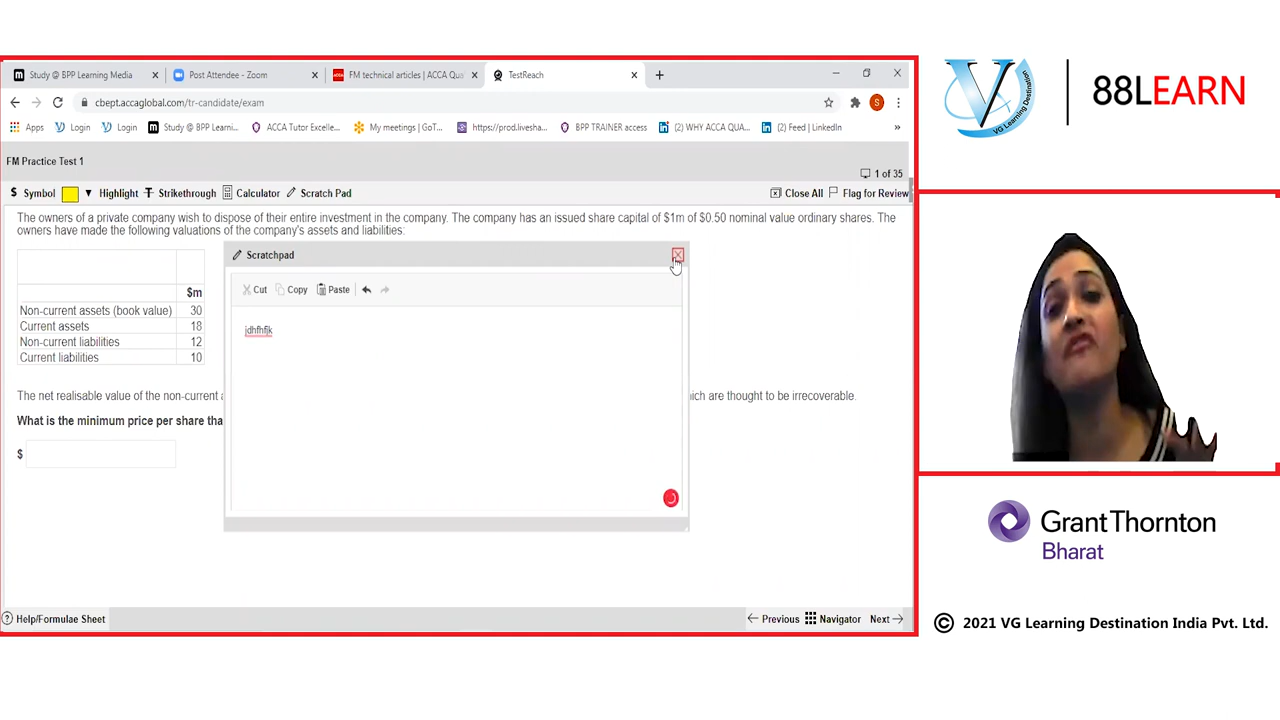 Study @ BPP Learning Media
Post Attendee - Zoom
FM technical articles | ACCA Qua
TestReach
cbept.accaglobal.com/tr-candidate/exam
Apps
Login
Login
Study @ BPP Learni...
ACCA Tutor Excelle...
My meetings | GoT...
https://prod.livesha...
BPP TRAINER access
(2) WHY ACCA QUA...
(2) Feed | LinkedIn
»
FM Practice Test 1
1 of 35
$ Symbol
Highlight
Strikethrough
Calculator
Scratch Pad
Close All
Flag for Review
The owners of a private company wish to dispose of their entire investment in the company. The company has an issued share capital of $1m of $0.50 nominal value ordinary shares. The
owners have made the following valuations of the company's assets and liabilities:
$m
Non-current assets (book value) 30
Current assets 18
Non-current liabilities 12
Current liabilities 10
The net realisable value of the non-current
ich are thought to be irrecoverable.
What is the minimum price per share tha
$
Scratchpad
Cut
Copy
Paste
jdhfhfjk
? Help/Formulae Sheet
Previous
Navigator
Next
V
VG Learning Destination
88LEARN
Grant Thornton
Bharat
© 2021 VG Learning Destination India Pvt. Ltd.